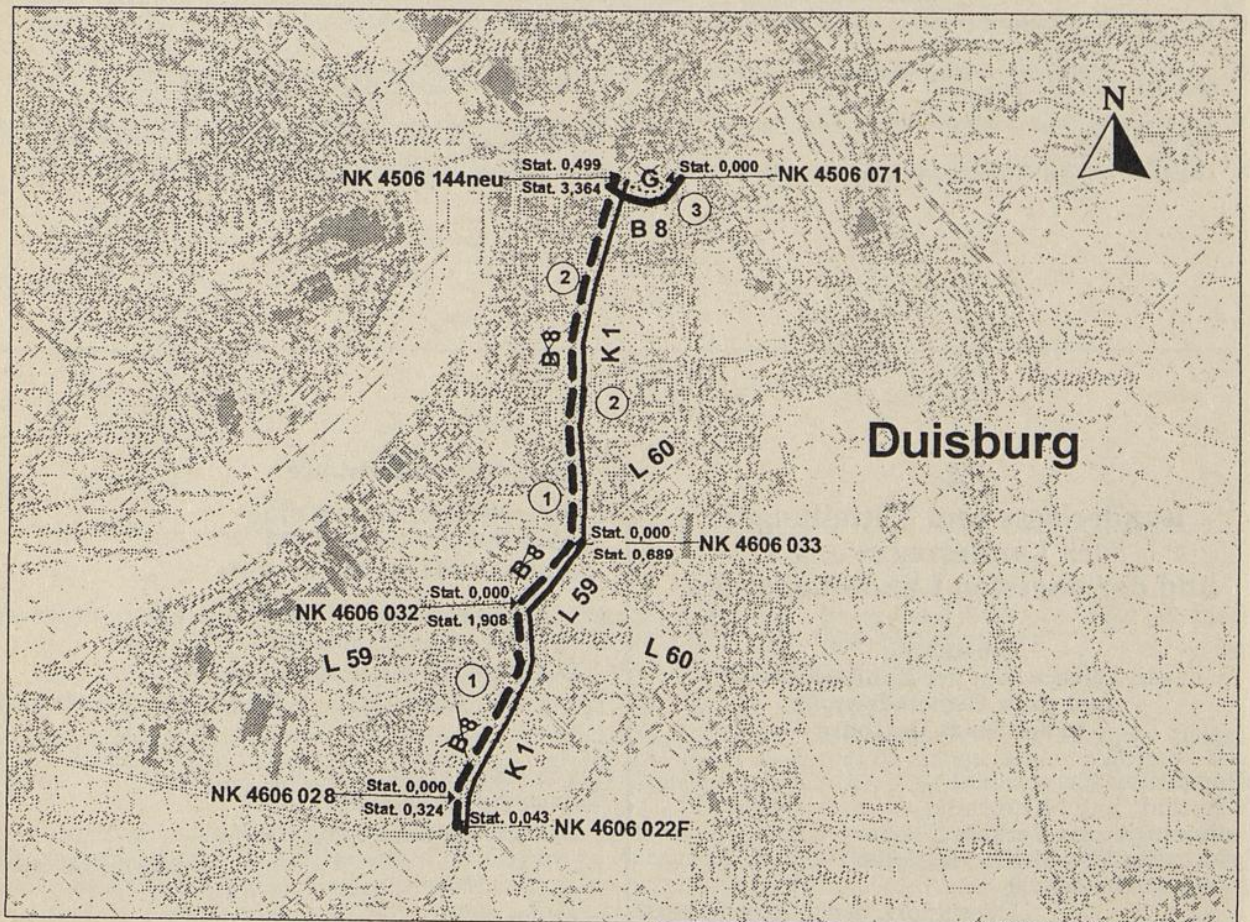 N
Stat. 0,499
NK 4506 144neu
Stat. 3,364
G
Stat. 0,000
NK 4506 071
3
B 8
2
B 8
K 1
2
Duisburg
L 60
1
Stat. 0,000
NK 4606 033
Stat. 0,689
B 8
Stat. 0,000
NK 4606 032
Stat. 1,908
L 59
L 59
L 60
1
B 8
K 1
NK 4606 028
Stat. 0,000
Stat. 0,324
Stat. 0,043
NK 4606 022F